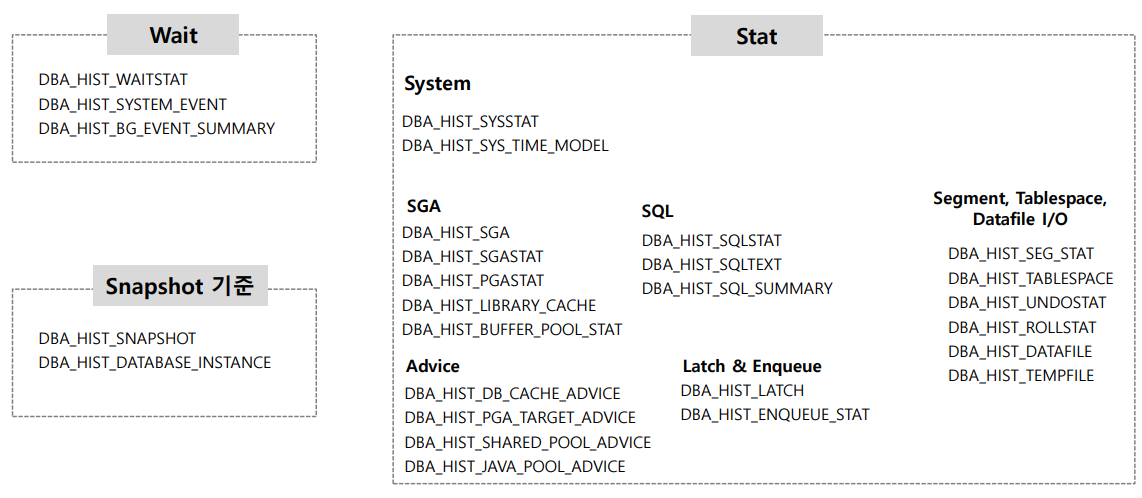 Wait
DBA_HIST_WAITSTAT
DBA_HIST_SYSTEM_EVENT
DBA_HIST_BG_EVENT_SUMMARY
Snapshot 기준
DBA_HIST_SNAPSHOT
DBA_HIST_DATABASE_INSTANCE
Stat
System
DBA_HIST_SYSSTAT
DBA_HIST_SYS_TIME_MODEL
SGA
DBA_HIST_SGA
DBA_HIST_SGASTAT
DBA_HIST_PGASTAT
DBA_HIST_LIBRARY_CACHE
DBA_HIST_BUFFER_POOL_STAT
SQL
DBA_HIST_SQLSTAT
DBA_HIST_SQLTEXT
DBA_HIST_SQL_SUMMARY
Segment, Tablespace,
Datafile I/O
DBA_HIST_SEG_STAT
DBA_HIST_TABLESPACE
DBA_HIST_UNDOSTAT
DBA_HIST_ROLLSTAT
DBA_HIST_DATAFILE
DBA_HIST_TEMPFILE
Advice
DBA_HIST_DB_CACHE_ADVICE
DBA_HIST_PGA_TARGET_ADVICE
DBA_HIST_SHARED_POOL_ADVICE
DBA_HIST_JAVA_POOL_ADVICE
Latch & Enqueue
DBA_HIST_LATCH
DBA_HIST_ENQUEUE_STAT